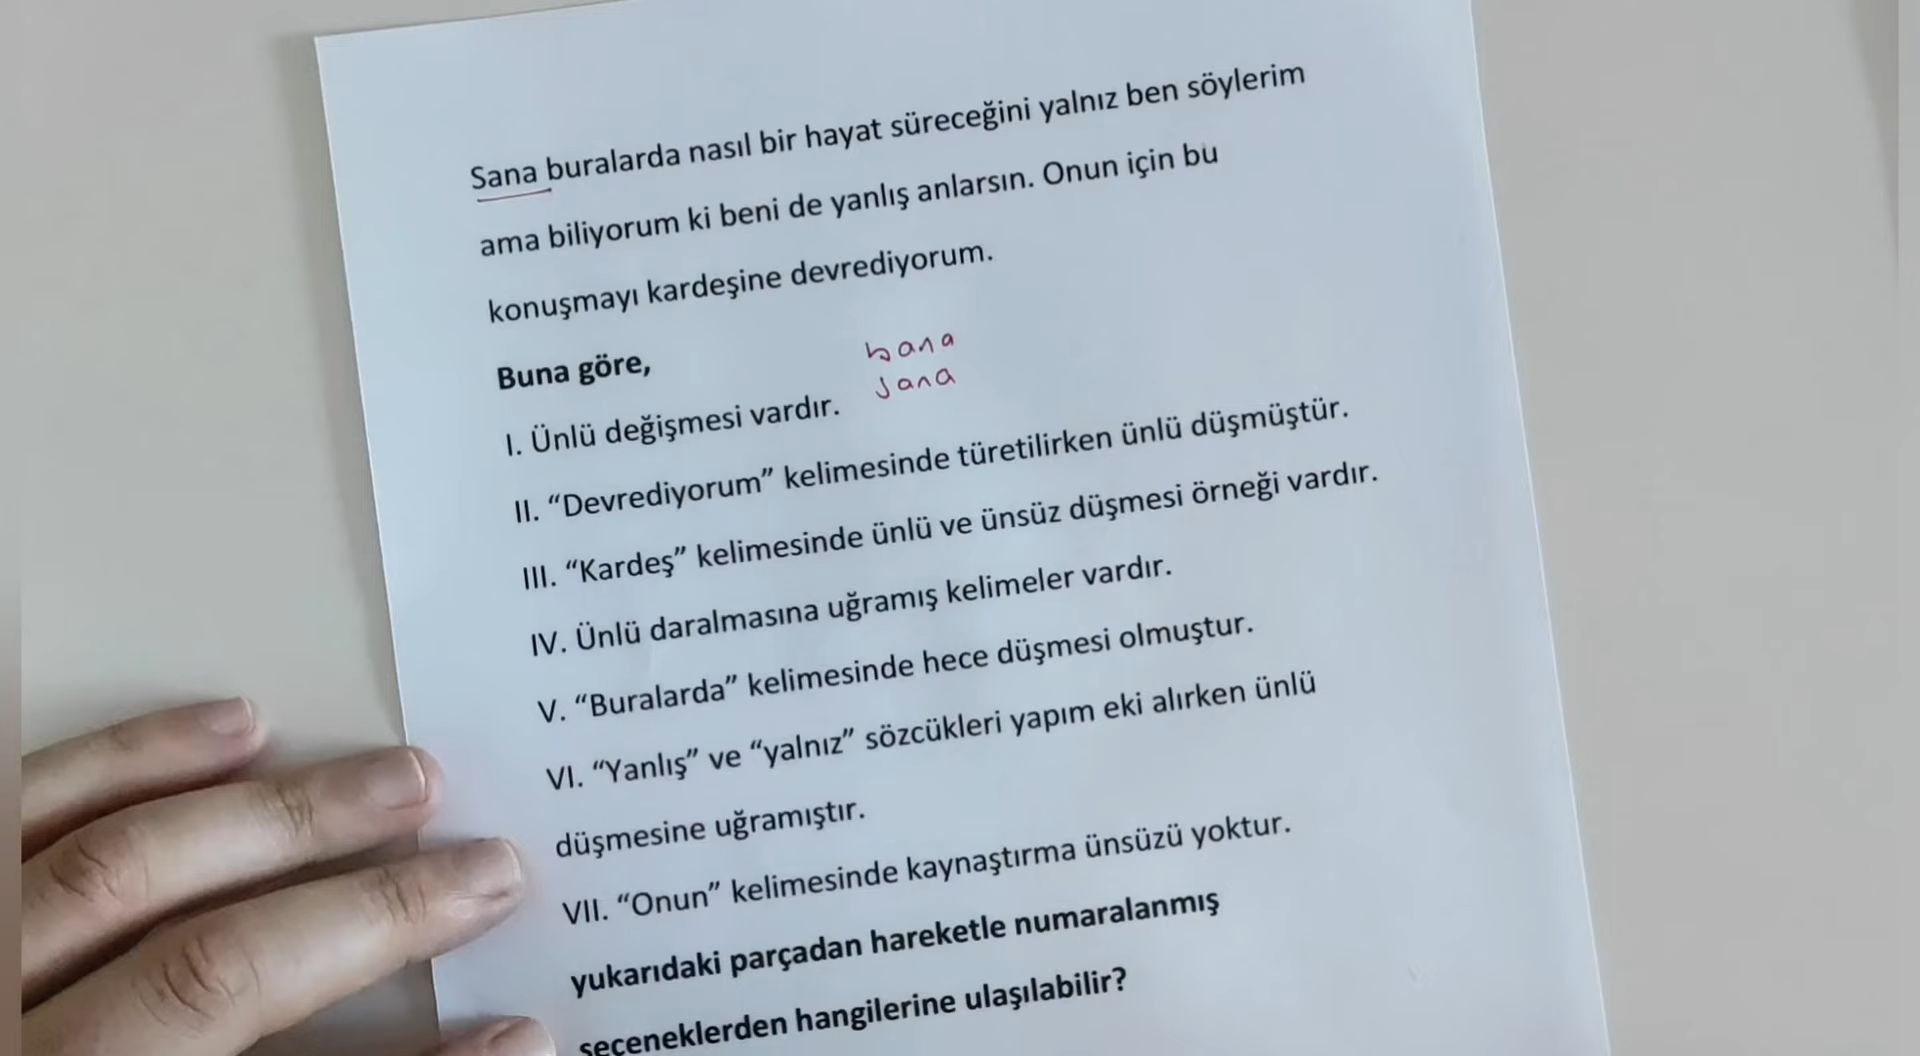 Sana buralarda nasıl bir hayat süreceğini yalnız ben söylerim
ama biliyorum ki beni de yanlış anlarsın. Onun için bu
konuşmayı kardeşine devrediyorum.
Buna göre,
bana
sana
I. Ünlü değişmesi vardır.
II. “Devrediyorum” kelimesinde türetilirken ünlü düşmüştür.
III. “Kardeş” kelimesinde ünlü ve ünsüz düşmesi örneği vardır.
IV. Ünlü daralmasına uğramış kelimeler vardır.
V. “Buralarda” kelimesinde hece düşmesi olmuştur.
VI. “Yanlış” ve “yalnız” sözcükleri yapım eki alırken ünlü
düşmesine uğramıştır.
VII. “Onun” kelimesinde kaynaştırma ünsüzü yoktur.
yukarıdaki parçadan hareketle numaralanmış
seçeneklerden hangilerine ulaşılabilir?